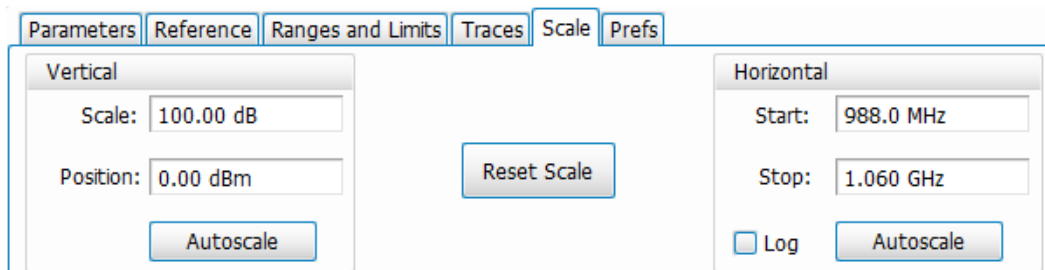 Parameters Reference Ranges and Limits Traces Scale Prefs
Vertical
Scale: 100.00 dB
Position: 0.00 dBm
Autoscale
Reset Scale
Horizontal
Start: 988.0 MHz
Stop: 1.060 GHz
Log Autoscale